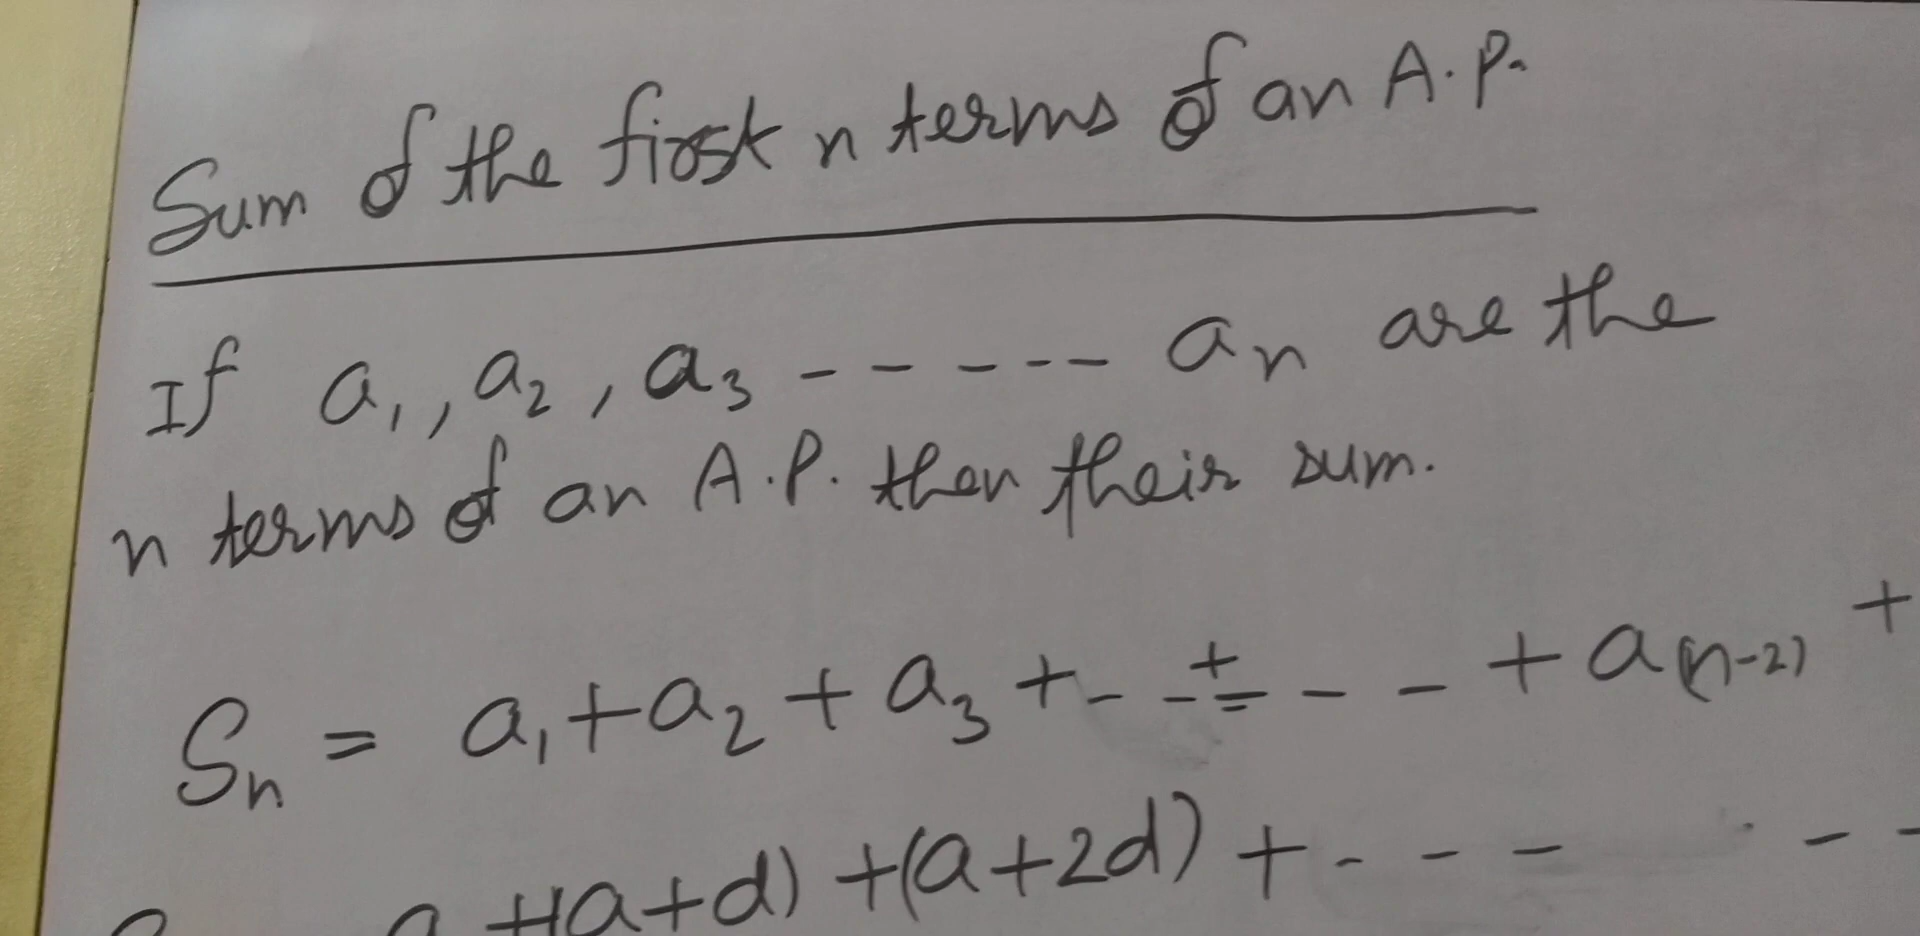 Sum of the first n terms of an A.P.
If a₁, a₂, a₃ ------ aₙ are the
n terms of an A.P. then their sum.
Sₙ = a₁ + a₂ + a₃ + - - ± - - - + a₍ₙ₋₂₎ +
a + (a+d) + (a+2d) + - - - - -